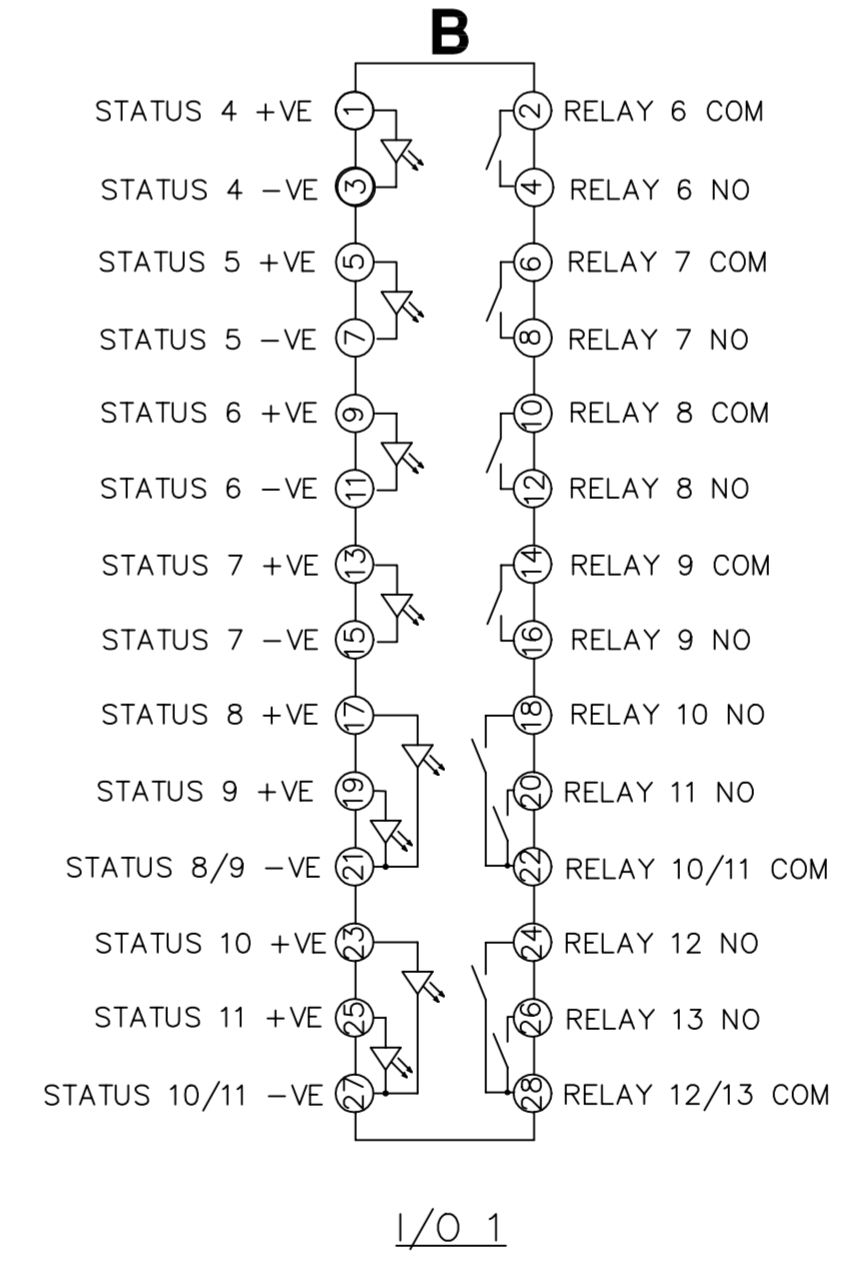 B
STATUS 4 +VE 1 2 RELAY 6 COM
STATUS 4 -VE 3 4 RELAY 6 NO
STATUS 5 +VE 5 6 RELAY 7 COM
STATUS 5 -VE 7 8 RELAY 7 NO
STATUS 6 +VE 9 10 RELAY 8 COM
STATUS 6 -VE 11 12 RELAY 8 NO
STATUS 7 +VE 13 14 RELAY 9 COM
STATUS 7 -VE 15 16 RELAY 9 NO
STATUS 8 +VE 17 18 RELAY 10 NO
STATUS 9 +VE 19 20 RELAY 11 NO
STATUS 8/9 -VE 21 22 RELAY 10/11 COM
STATUS 10 +VE 23 24 RELAY 12 NO
STATUS 11 +VE 25 26 RELAY 13 NO
STATUS 10/11 -VE 27 28 RELAY 12/13 COM
I/O 1